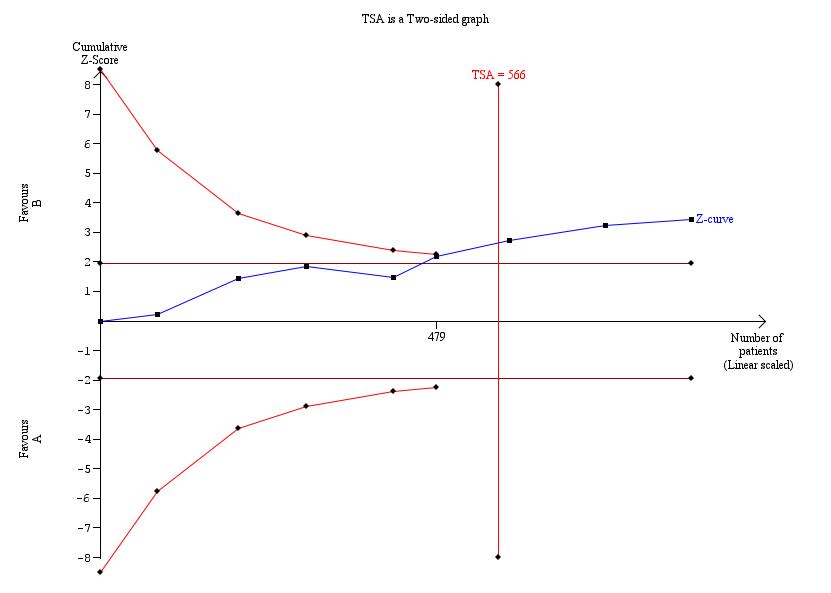 TSA is a Two-sided graph
Cumulative
Z-Score
TSA = 566
8
7
6
5
4
3
2
1
-1
-2
-3
-4
-5
-6
-7
-8
Favours
B
Favours
A
Z-curve
479
Number of
patients
(Linear scaled)